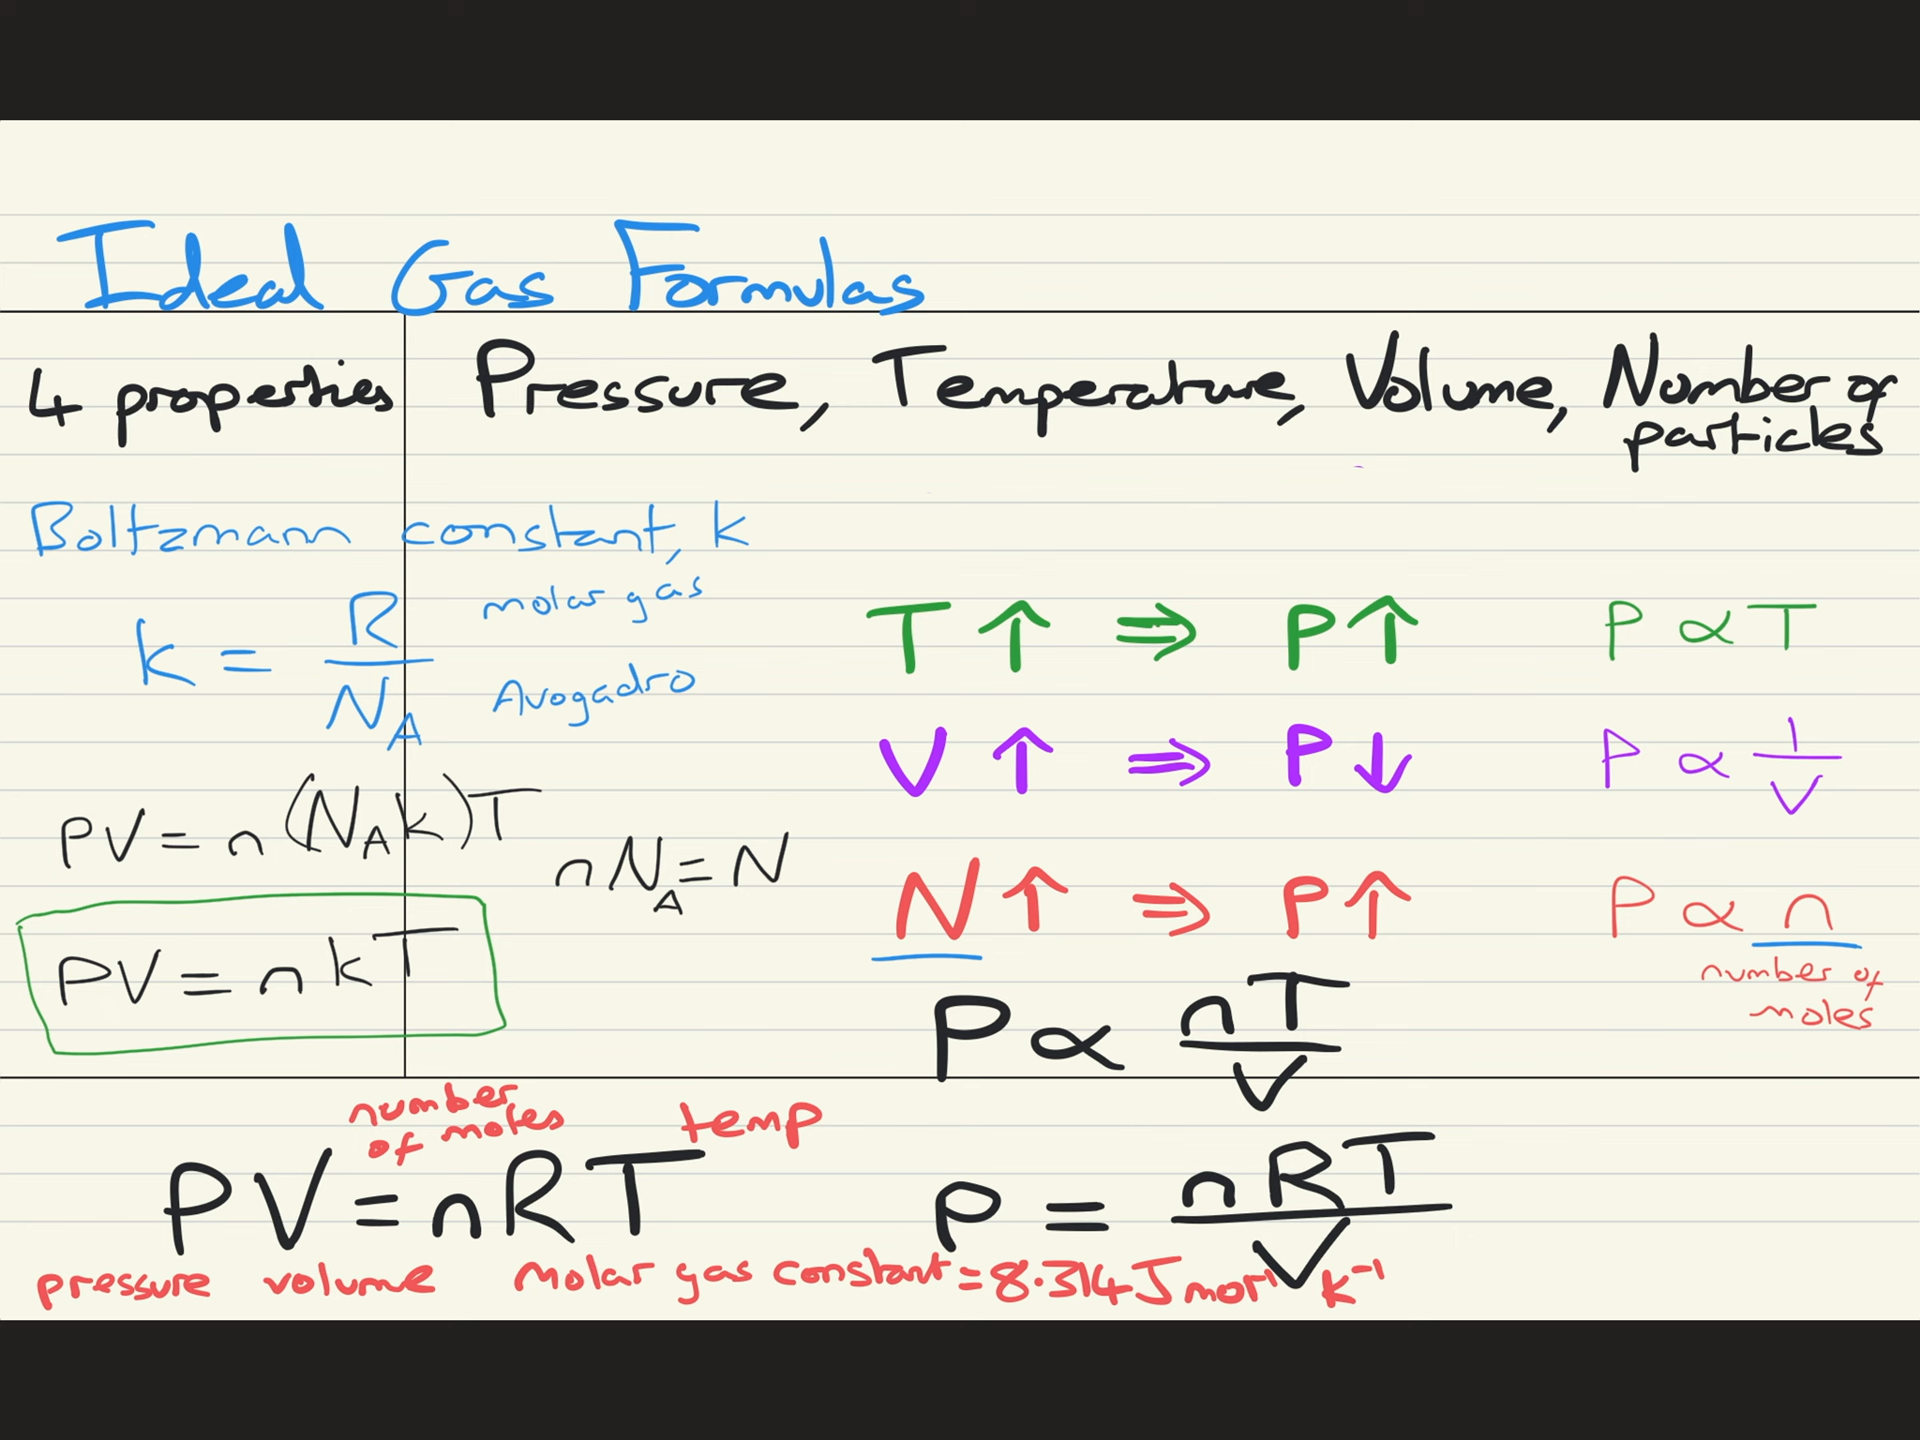 Ideal Gas Formulas
4 properties Pressure, Temperature, Volume, Number of
particles
Boltzmann constant, k
k = R/N_A
molar gas
Avogadro
PV = n(N_A k)T
nN_A = N
PV = nkT
T ↑ ⇒ P ↑ P ∝ T
V ↑ ⇒ P ↓ P ∝ 1/V
N ↑ ⇒ P ↑ P ∝ n
number of
moles
P ∝ nT/V
number
of moles
temp
PV = nRT P = nRT/V
pressure volume molar gas constant = 8.314 J mol⁻¹ k⁻¹